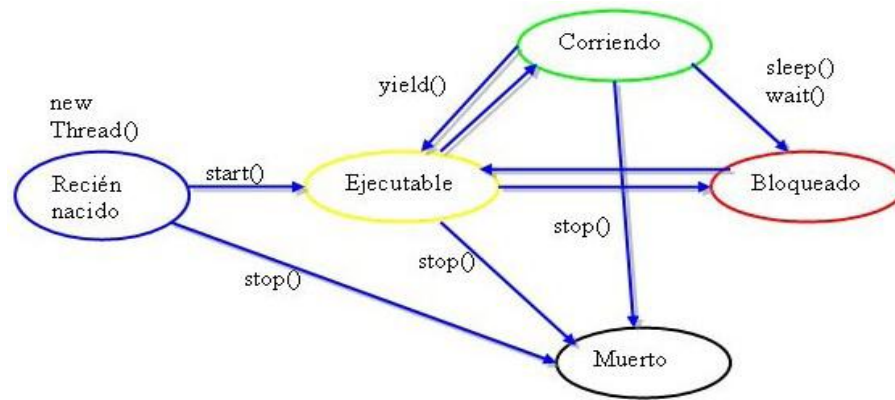 Corriendo
yield()
sleep()
wait()
new
Thread()
Recién
nacido
start()
Ejecutable
Bloqueado
stop()
stop()
stop()
Muerto